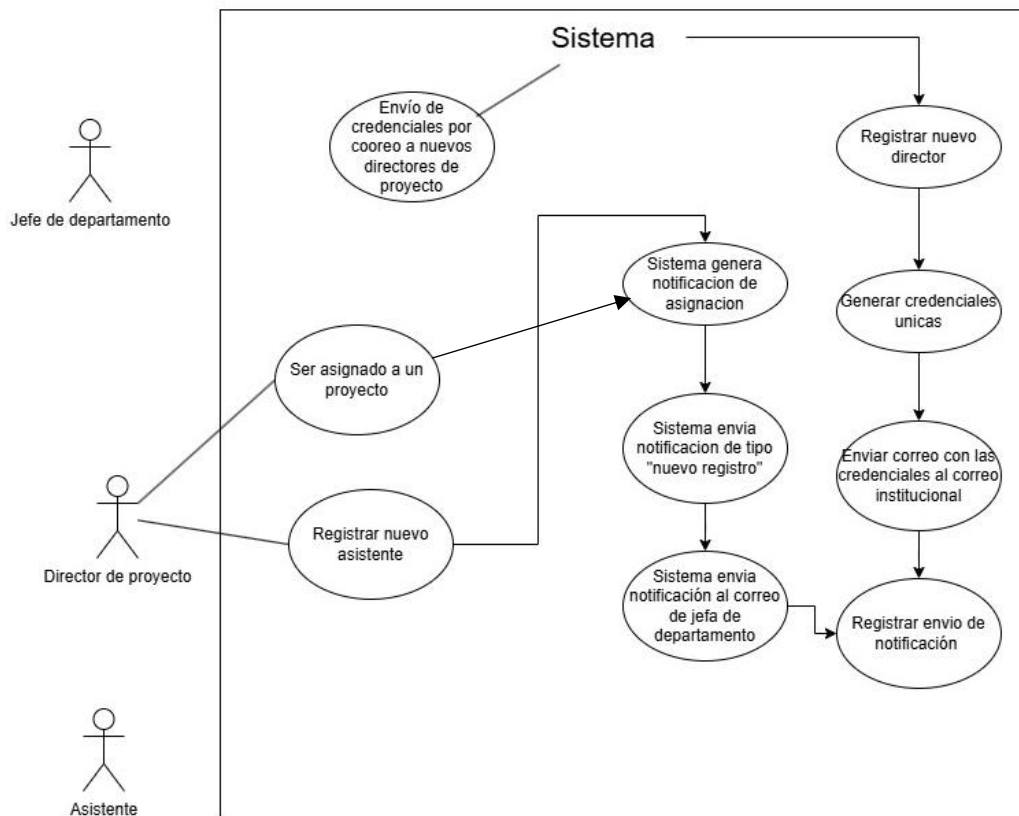 Sistema
Envío de
credenciales por
cooreo a nuevos
directores de
proyecto
Registrar nuevo
director
Jefe de departamento
Sistema genera
notificacion de
asignacion
Generar credenciales
unicas
Ser asignado a un
proyecto
Sistema envia
notificacion de tipo
"nuevo registro"
Enviar correo con las
credenciales al correo
institucional
Registrar nuevo
asistente
Director de proyecto
Sistema envia
notificación al correo
de jefa de
departamento
Registrar envio de
notificación
Asistente